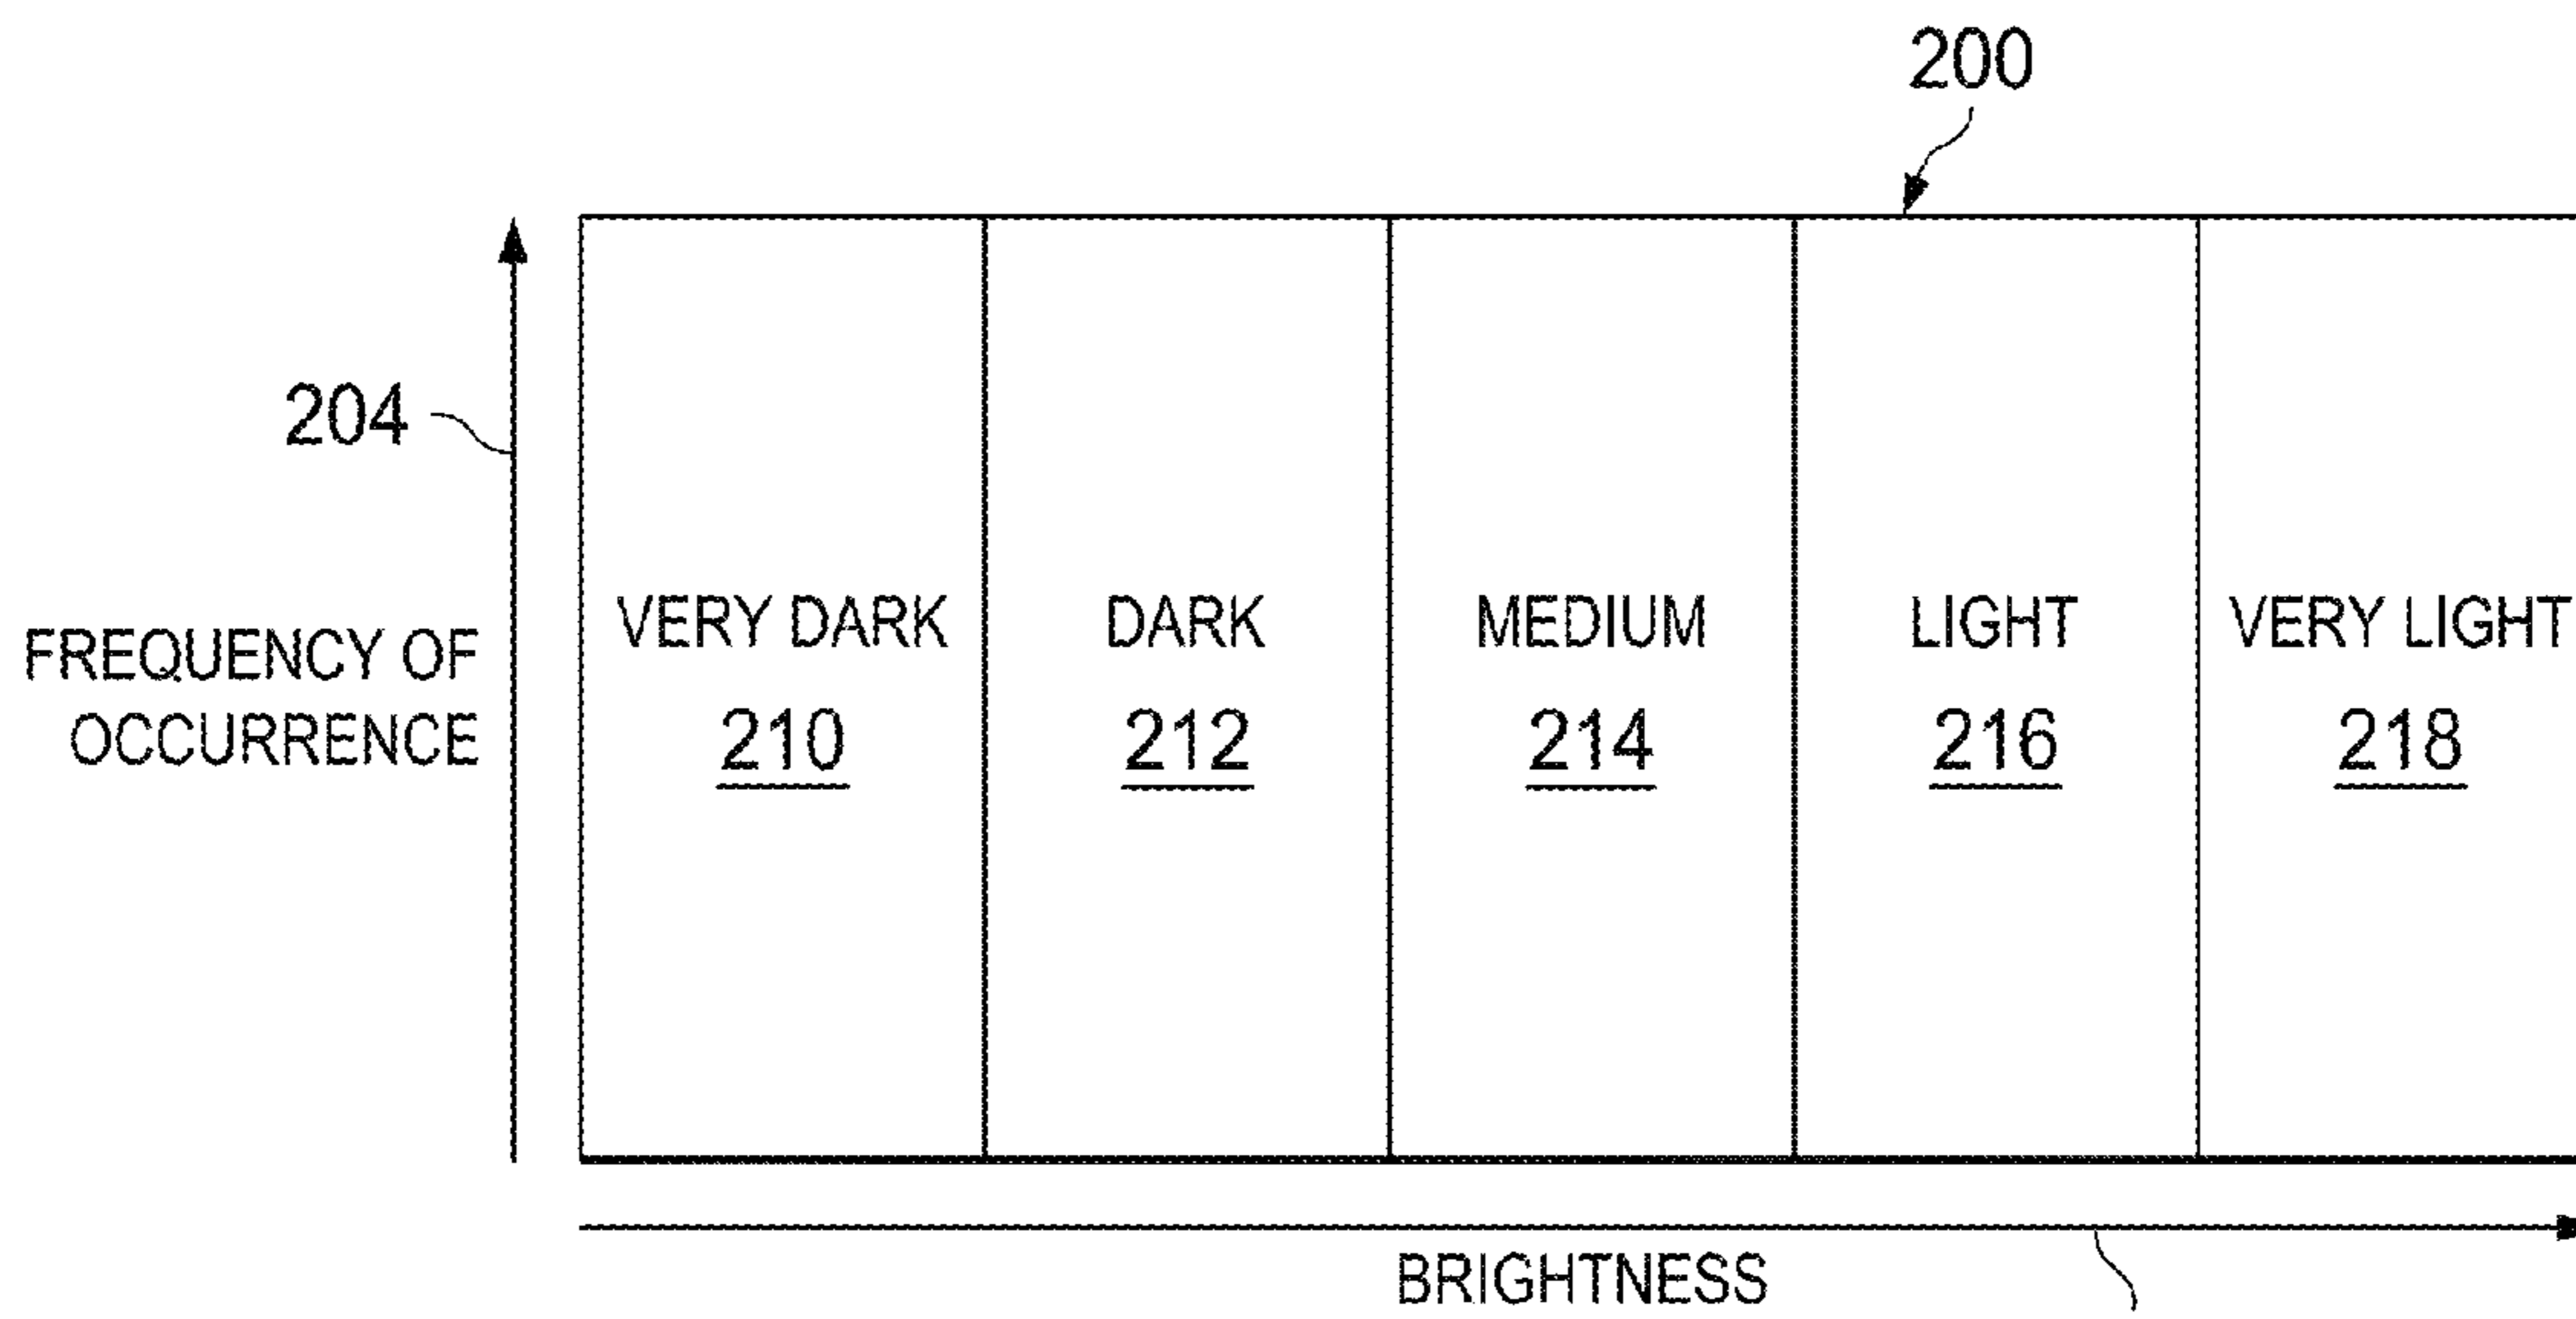 200
204
FREQUENCY OF
OCCURRENCE
VERY DARK
210
DARK
212
MEDIUM
214
LIGHT
216
VERY LIGHT
218
BRIGHTNESS